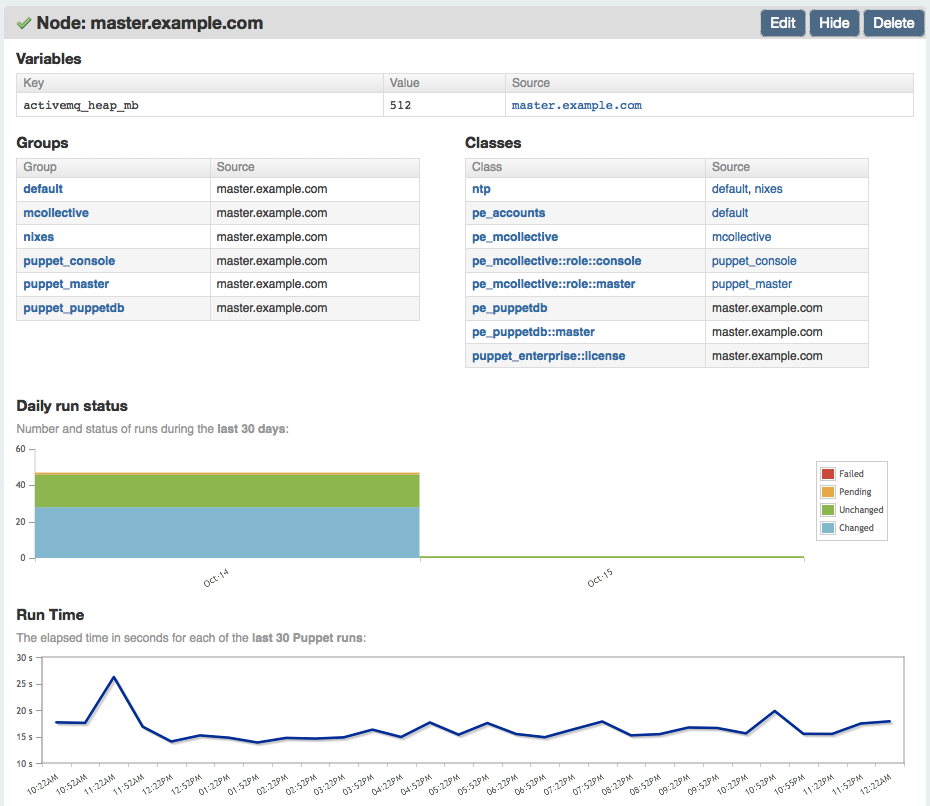 Node: master.example.com
Edit Hide Delete
Variables
Key Value Source
activemq_heap_mb 512 master.example.com
Groups
Group Source
default master.example.com
mcollective master.example.com
nixes master.example.com
puppet_console master.example.com
puppet_master master.example.com
puppet_puppetdb master.example.com
Classes
Class Source
ntp default, nixes
pe_accounts default
pe_mcollective mcollective
pe_mcollective::role::console puppet_console
pe_mcollective::role::master puppet_master
pe_puppetdb master.example.com
pe_puppetdb::master master.example.com
puppet_enterprise::license master.example.com
Daily run status
Number and status of runs during the last 30 days:
60
40
20
0
Oct-14 Oct-15
Failed
Pending
Unchanged
Changed
Run Time
The elapsed time in seconds for each of the last 30 Puppet runs:
30 s
25 s
20 s
15 s
10 s
10:22AM 10:52AM 11:22AM 11:52AM 12:22PM 12:52PM 01:22PM 01:52PM 02:22PM 02:52PM 03:22PM 03:52PM 04:22PM 04:52PM 05:22PM 05:52PM 06:22PM 06:52PM 07:22PM 07:52PM 08:22PM 08:52PM 09:22PM 09:52PM 10:22PM 10:52PM 10:55PM 11:22PM 11:52PM 12:22AM